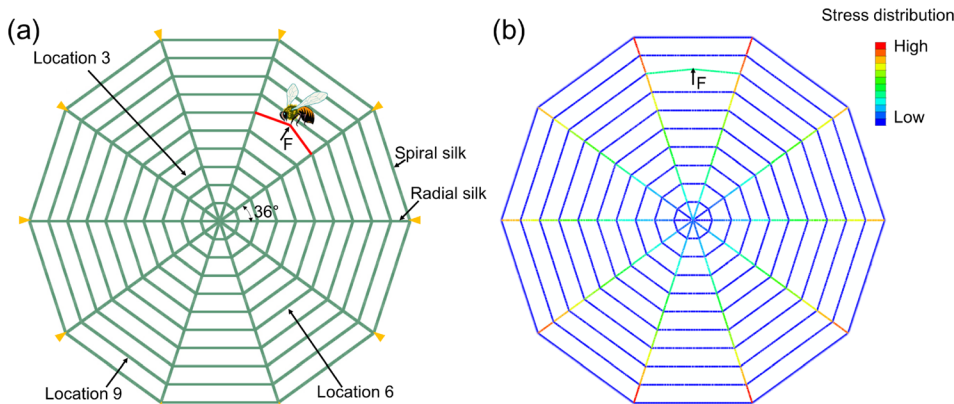 (a)
Location 3
F
Spiral silk
Radial silk
36°
Location 9
Location 6
(b)
F
Stress distribution
High
Low